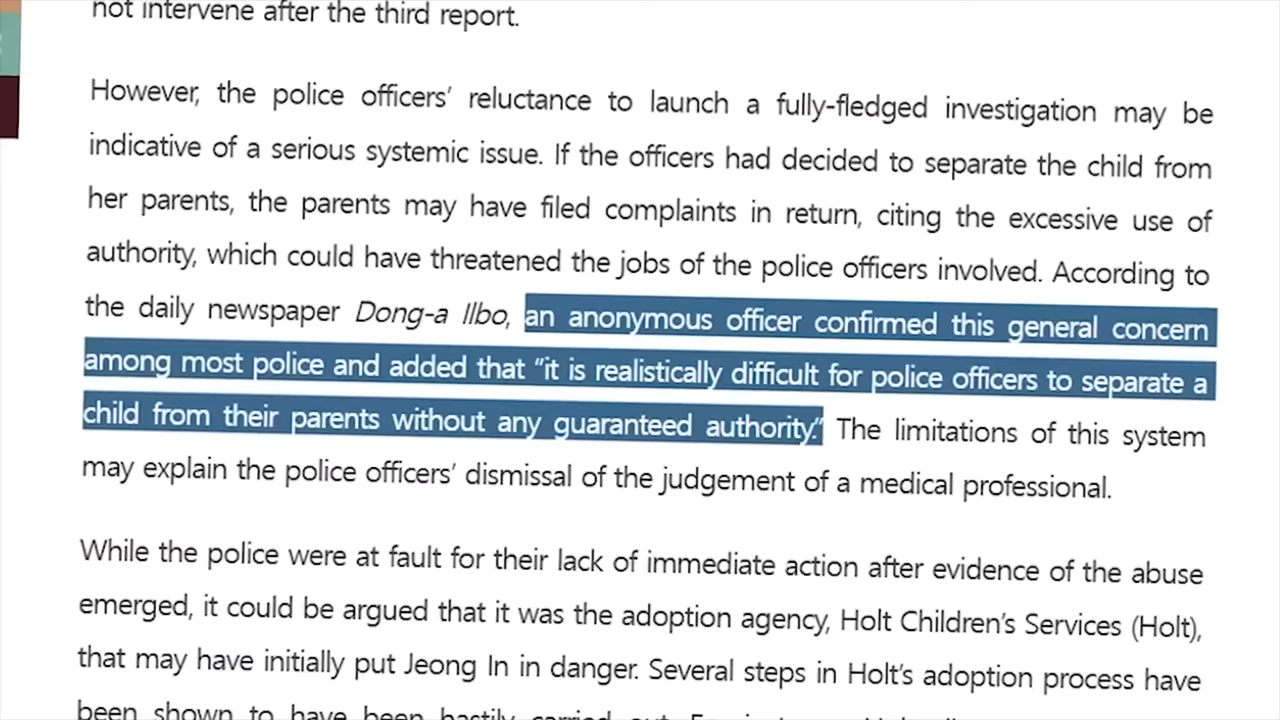 not intervene after the third report.
However, the police officers’ reluctance to launch a fully-fledged investigation may be
indicative of a serious systemic issue. If the officers had decided to separate the child from
her parents, the parents may have filed complaints in return, citing the excessive use of
authority, which could have threatened the jobs of the police officers involved. According to
the daily newspaper Dong-a Ilbo, an anonymous officer confirmed this general concern
among most police and added that “it is realistically difficult for police officers to separate a
child from their parents without any guaranteed authority.” The limitations of this system
may explain the police officers’ dismissal of the judgement of a medical professional.
While the police were at fault for their lack of immediate action after evidence of the abuse
emerged, it could be argued that it was the adoption agency, Holt Children’s Services (Holt),
that may have initially put Jeong In in danger. Several steps in Holt’s adoption process have
been shown to have been hastily carried out.